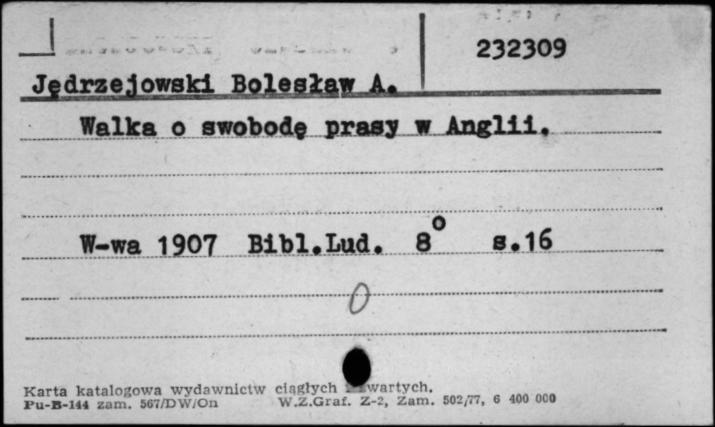 232309
Jędrzejowski Bolesław A.
Walka o swobodę prasy w Anglii.
W-wa 1907 Bibl.Lud. 8° s.16
0
Karta katalogowa wydawnictw ciągłych
Pu-B-144 zam. 567/DW/On W.Z.Graf. Z-2, Zam. 502/77, 6 400 000